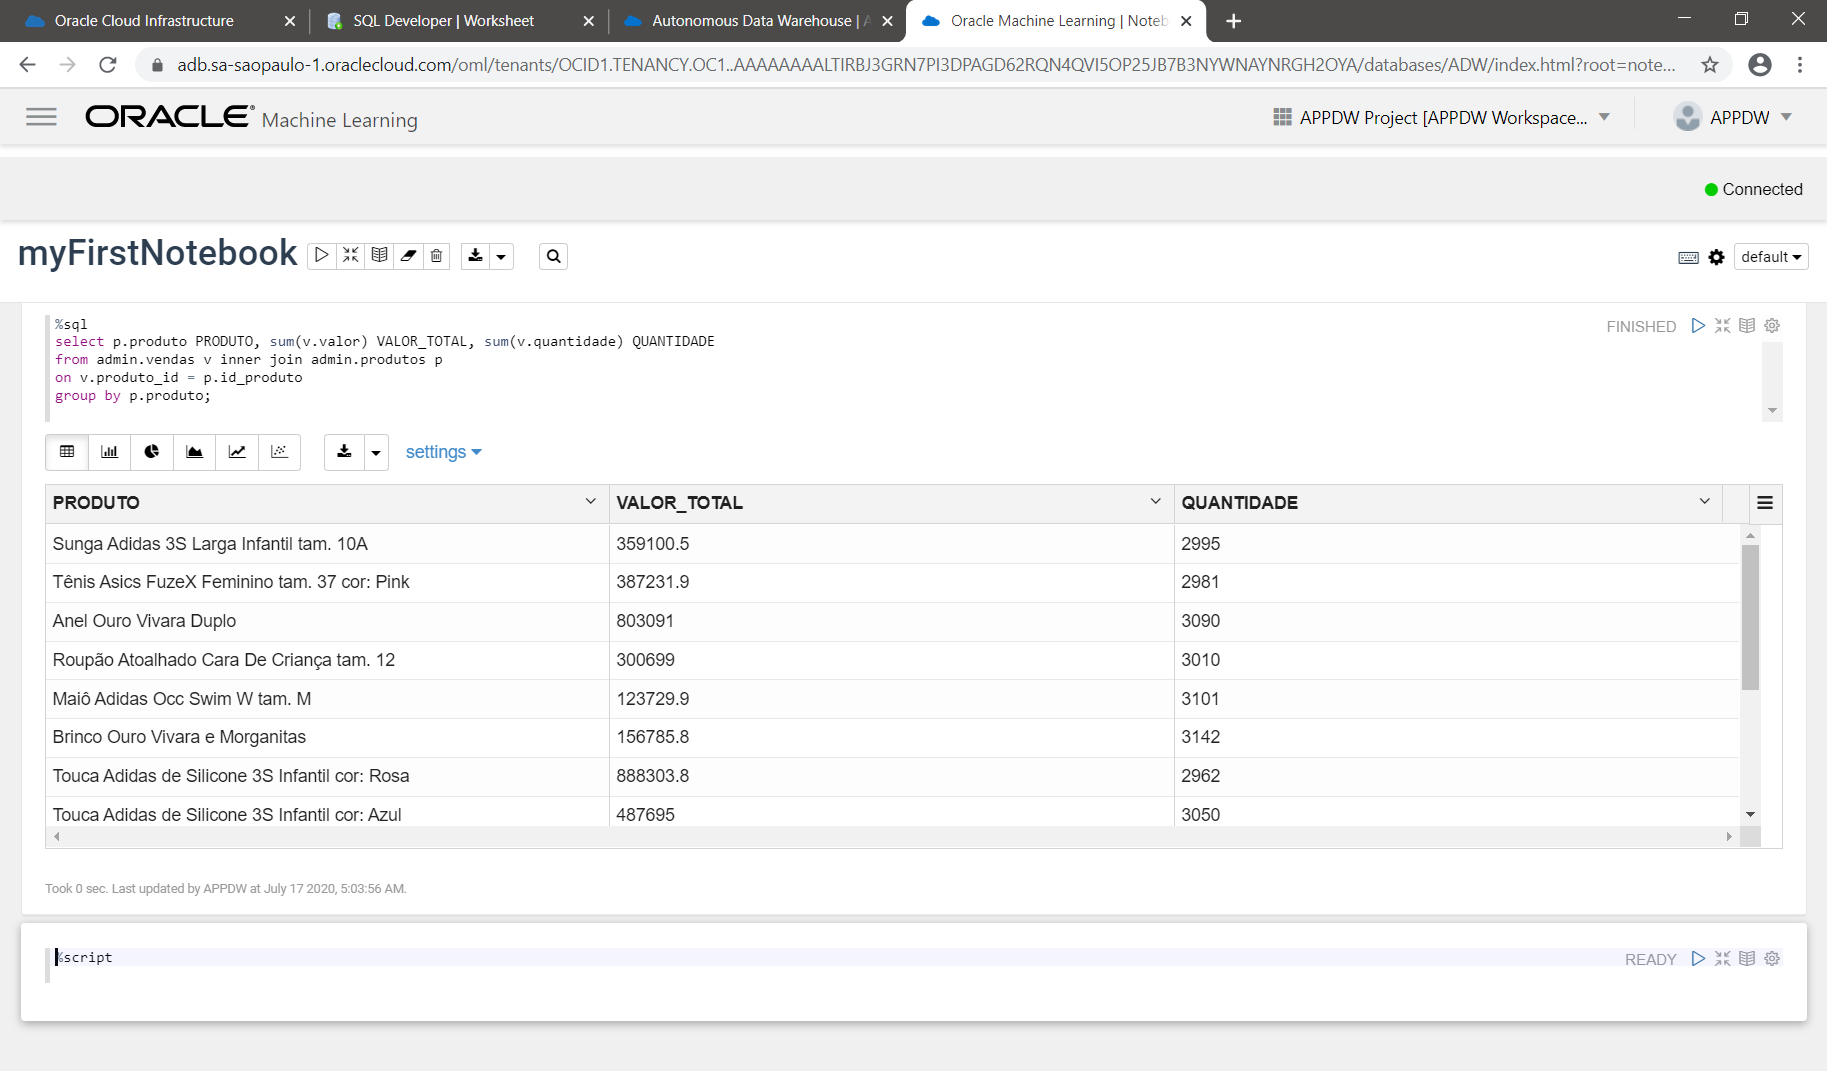 Oracle Cloud Infrastructure
SQL Developer | Worksheet
Autonomous Data Warehouse |
Oracle Machine Learning | Noteb
adb.sa-saopaulo-1.oraclecloud.com/oml/tenants/OCID1.TENANCY.OC1..AAAAAAAALTIRBJ3GRN7PI3DPAGD62RQN4QVI5OP25JB7B3NYWNAYNRGH2OYA/databases/ADW/index.html?root=note...
ORACLE® Machine Learning
APPDW Project [APPDW Workspace...
APPDW
Connected
myFirstNotebook
default
%sql
select p.produto PRODUTO, sum(v.valor) VALOR_TOTAL, sum(v.quantidade) QUANTIDADE
from admin.vendas v inner join admin.produtos p
on v.produto_id = p.id_produto
group by p.produto;
FINISHED
settings
PRODUTO VALOR_TOTAL QUANTIDADE
Sunga Adidas 3S Larga Infantil tam. 10A 359100.5 2995
Tênis Asics FuzeX Feminino tam. 37 cor: Pink 387231.9 2981
Anel Ouro Vivara Duplo 803091 3090
Roupão Atoalhado Cara De Criança tam. 12 300699 3010
Maiô Adidas Occ Swim W tam. M 123729.9 3101
Brinco Ouro Vivara e Morganitas 156785.8 3142
Touca Adidas de Silicone 3S Infantil cor: Rosa 888303.8 2962
Touca Adidas de Silicone 3S Infantil cor: Azul 487695 3050
Took 0 sec. Last updated by APPDW at July 17 2020, 5:03:56 AM.
%script
READY